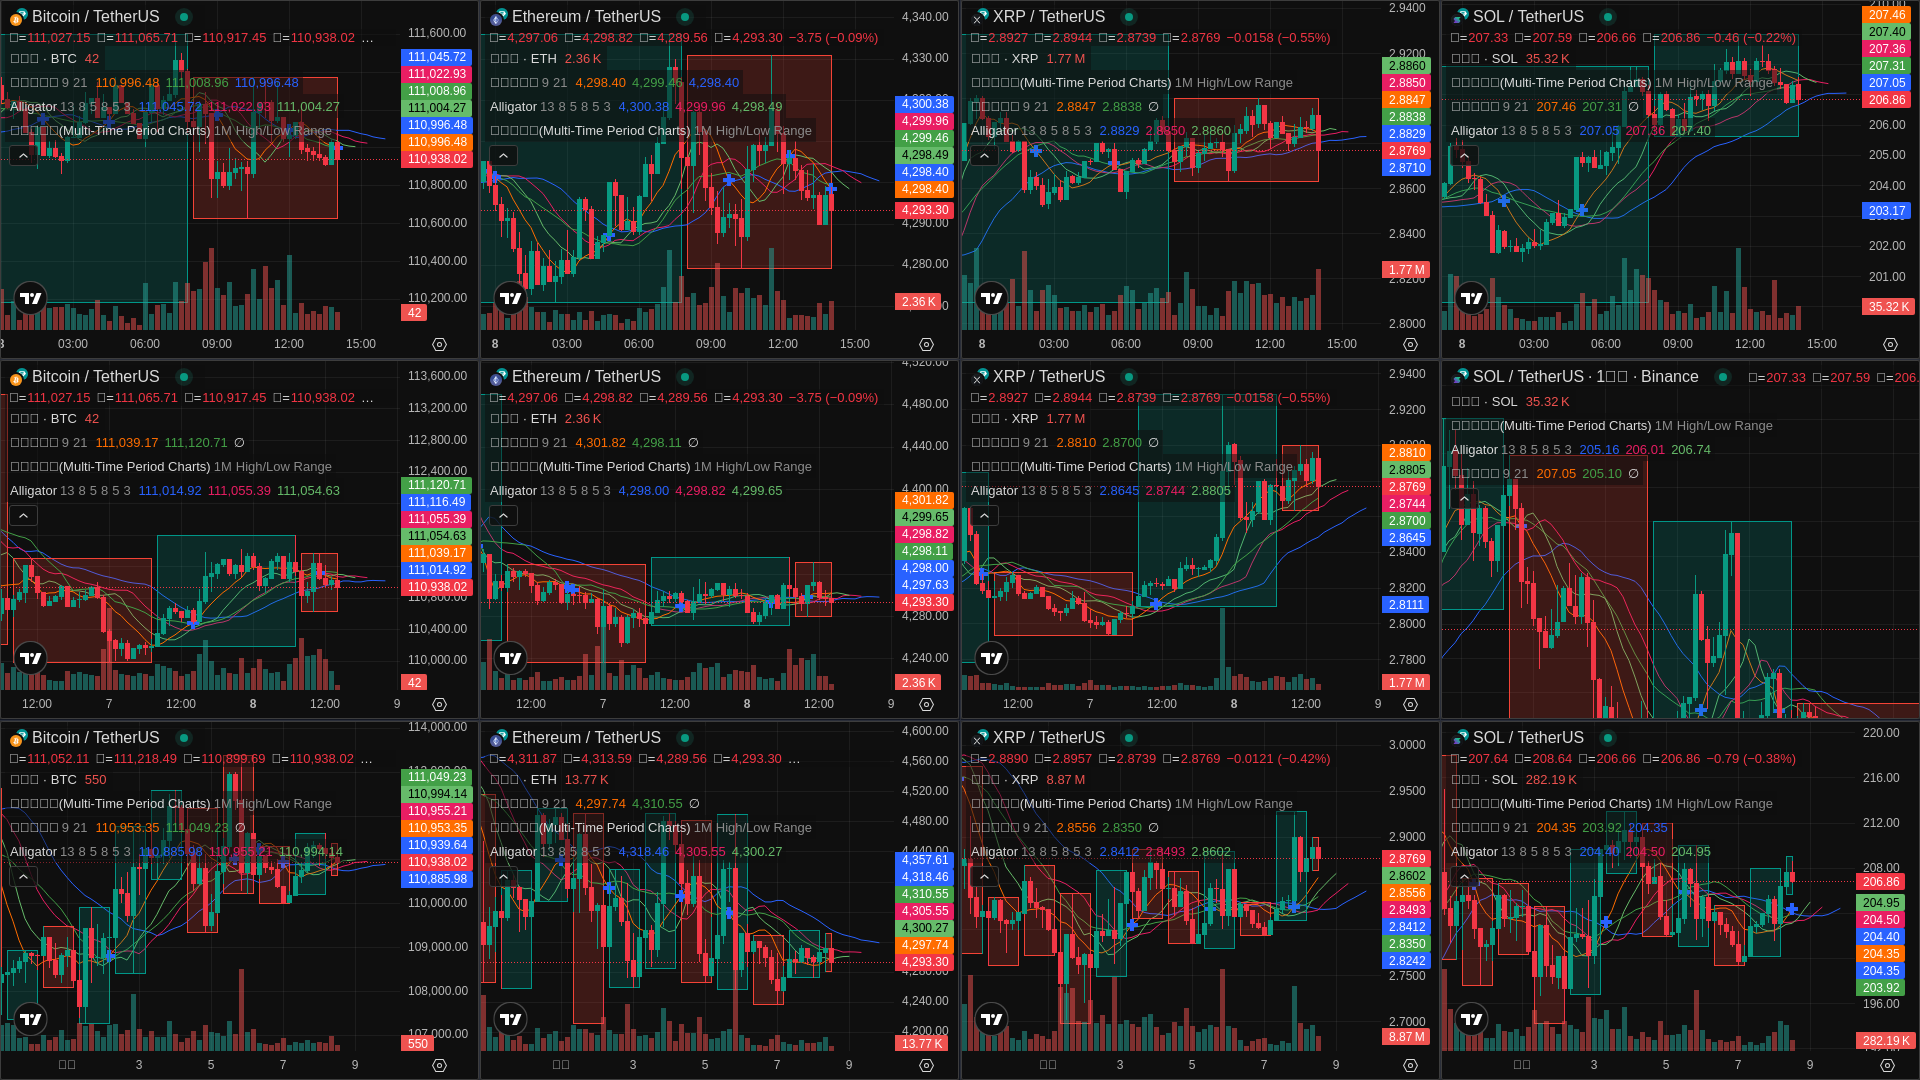 Bitcoin / TetherUS
□=111,027.15 □=111,065.71 □=110,917.45 □=110,938.02 …
□□□ · BTC 42
□□□□□ 9 21 110,996.48 111,008.96 110,996.48
Alligator 13 8 5 8 5 3 111,045.72 111,022.93 111,004.27
□□□□□(Multi-Time Period Charts) 1M High/Low Range
111,600.00
111,045.72
111,022.93
111,008.96
111,004.27
110,996.48
110,996.48
110,938.02
110,800.00
110,600.00
110,400.00
110,200.00
42
03:00 06:00 09:00 12:00 15:00
Ethereum / TetherUS
□=4,297.06 □=4,298.82 □=4,289.56 □=4,293.30 −3.75 (−0.09%)
□□□ · ETH 2.36 K
□□□□□ 9 21 4,298.40 4,299.46 4,298.40
Alligator 13 8 5 8 5 3 4,300.38 4,299.96 4,298.49
□□□□□(Multi-Time Period Charts) 1M High/Low Range
4,340.00
4,330.00
4,300.38
4,299.96
4,299.46
4,298.49
4,298.40
4,298.40
4,293.30
4,290.00
4,280.00
2.36 K
8 03:00 06:00 09:00 12:00 15:00
XRP / TetherUS
□=2.8927 □=2.8944 □=2.8739 □=2.8769 −0.0158 (−0.55%)
□□□ · XRP 1.77 M
□□□□□(Multi-Time Period Charts) 1M High/Low Range
□□□□□ 9 21 2.8847 2.8838 ∅
Alligator 13 8 5 8 5 3 2.8829 2.8850 2.8860
2.9400
2.9200
2.8860
2.8850
2.8847
2.8838
2.8829
2.8769
2.8710
2.8600
2.8400
1.77 M
2.8200
2.8000
8 03:00 06:00 09:00 12:00 15:00
SOL / TetherUS
□=207.33 □=207.59 □=206.66 □=206.86 −0.46 (−0.22%)
□□□ · SOL 35.32 K
□□□□□(Multi-Time Period Charts) 1M High/Low Range
□□□□□ 9 21 207.46 207.31 ∅
Alligator 13 8 5 8 5 3 207.05 207.36 207.40
207.46
207.40
207.36
207.31
207.05
206.86
206.00
205.00
204.00
203.17
202.00
201.00
35.32 K
8 03:00 06:00 09:00 12:00 15:00
Bitcoin / TetherUS
□=111,027.15 □=111,065.71 □=110,917.45 □=110,938.02 …
□□□ · BTC 42
□□□□□ 9 21 111,039.17 111,120.71 ∅
□□□□□(Multi-Time Period Charts) 1M High/Low Range
Alligator 13 8 5 8 5 3 111,014.92 111,055.39 111,054.63
113,600.00
113,200.00
112,800.00
112,400.00
111,120.71
111,116.49
111,055.39
111,054.63
111,039.17
111,014.92
110,938.02
110,800.00
110,400.00
110,000.00
42
12:00 7 12:00 8 12:00 9
Ethereum / TetherUS
□=4,297.06 □=4,298.82 □=4,289.56 □=4,293.30 −3.75 (−0.09%)
□□□ · ETH 2.36 K
□□□□□ 9 21 4,301.82 4,298.11 ∅
□□□□□(Multi-Time Period Charts) 1M High/Low Range
Alligator 13 8 5 8 5 3 4,298.00 4,298.82 4,299.65
4,520.00
4,480.00
4,440.00
4,400.00
4,301.82
4,299.65
4,298.82
4,298.11
4,298.00
4,297.63
4,293.30
4,280.00
4,240.00
2.36 K
12:00 7 12:00 8 12:00 9
XRP / TetherUS
□=2.8927 □=2.8944 □=2.8739 □=2.8769 −0.0158 (−0.55%)
□□□ · XRP 1.77 M
□□□□□ 9 21 2.8810 2.8700 ∅
□□□□□(Multi-Time Period Charts) 1M High/Low Range
Alligator 13 8 5 8 5 3 2.8645 2.8744 2.8805
2.9400
2.9200
2.9000
2.8810
2.8805
2.8769
2.8744
2.8700
2.8645
2.8400
2.8200
2.8111
2.8000
2.7800
1.77 M
12:00 7 12:00 8 12:00 9
SOL / TetherUS · 1□□ · Binance □=207.33 □=207.59 □=206.
□□□ · SOL 35.32 K
□□□□□(Multi-Time Period Charts) 1M High/Low Range
Alligator 13 8 5 8 5 3 205.16 206.01 206.74
□□□□□ 9 21 207.05 205.10 ∅
Bitcoin / TetherUS
□=111,052.11 □=111,218.49 □=110,899.69 □=110,938.02 …
□□□ · BTC 550
□□□□□(Multi-Time Period Charts) 1M High/Low Range
□□□□□ 9 21 110,953.35 111,049.23 ∅
Alligator 13 8 5 8 5 3 110,885.98 110,955.21 110,994.14
114,000.00
111,049.23
110,994.14
110,955.21
110,953.35
110,939.64
110,938.02
110,885.98
110,000.00
109,000.00
108,000.00
107,000.00
550
□□ 3 5 7 9
Ethereum / TetherUS
□=4,311.87 □=4,313.59 □=4,289.56 □=4,293.30 …
□□□ · ETH 13.77 K
□□□□□ 9 21 4,297.74 4,310.55 ∅
□□□□□(Multi-Time Period Charts) 1M High/Low Range
Alligator 13 8 5 8 5 3 4,318.46 4,305.55 4,300.27
4,600.00
4,560.00
4,520.00
4,480.00
4,440.00
4,357.61
4,318.46
4,310.55
4,305.55
4,300.27
4,297.74
4,293.30
4,280.00
4,240.00
4,200.00
13.77 K
□□ 3 5 7 9
XRP / TetherUS
□=2.8890 □=2.8957 □=2.8739 □=2.8769 −0.0121 (−0.42%)
□□□ · XRP 8.87 M
□□□□□(Multi-Time Period Charts) 1M High/Low Range
□□□□□ 9 21 2.8556 2.8350 ∅
Alligator 13 8 5 8 5 3 2.8412 2.8493 2.8602
3.0000
2.9500
2.9000
2.8769
2.8602
2.8556
2.8493
2.8412
2.8350
2.8242
2.7500
2.7000
8.87 M
□□ 3 5 7 9
SOL / TetherUS
□=207.64 □=208.64 □=206.66 □=206.86 −0.79 (−0.38%)
□□□ · SOL 282.19 K
□□□□□(Multi-Time Period Charts) 1M High/Low Range
□□□□□ 9 21 204.35 203.92 204.35
Alligator 13 8 5 8 5 3 204.40 204.50 204.95
220.00
216.00
212.00
208.00
206.86
204.95
204.50
204.40
204.35
204.35
203.92
196.00
282.19 K
□□ 3 5 7 9